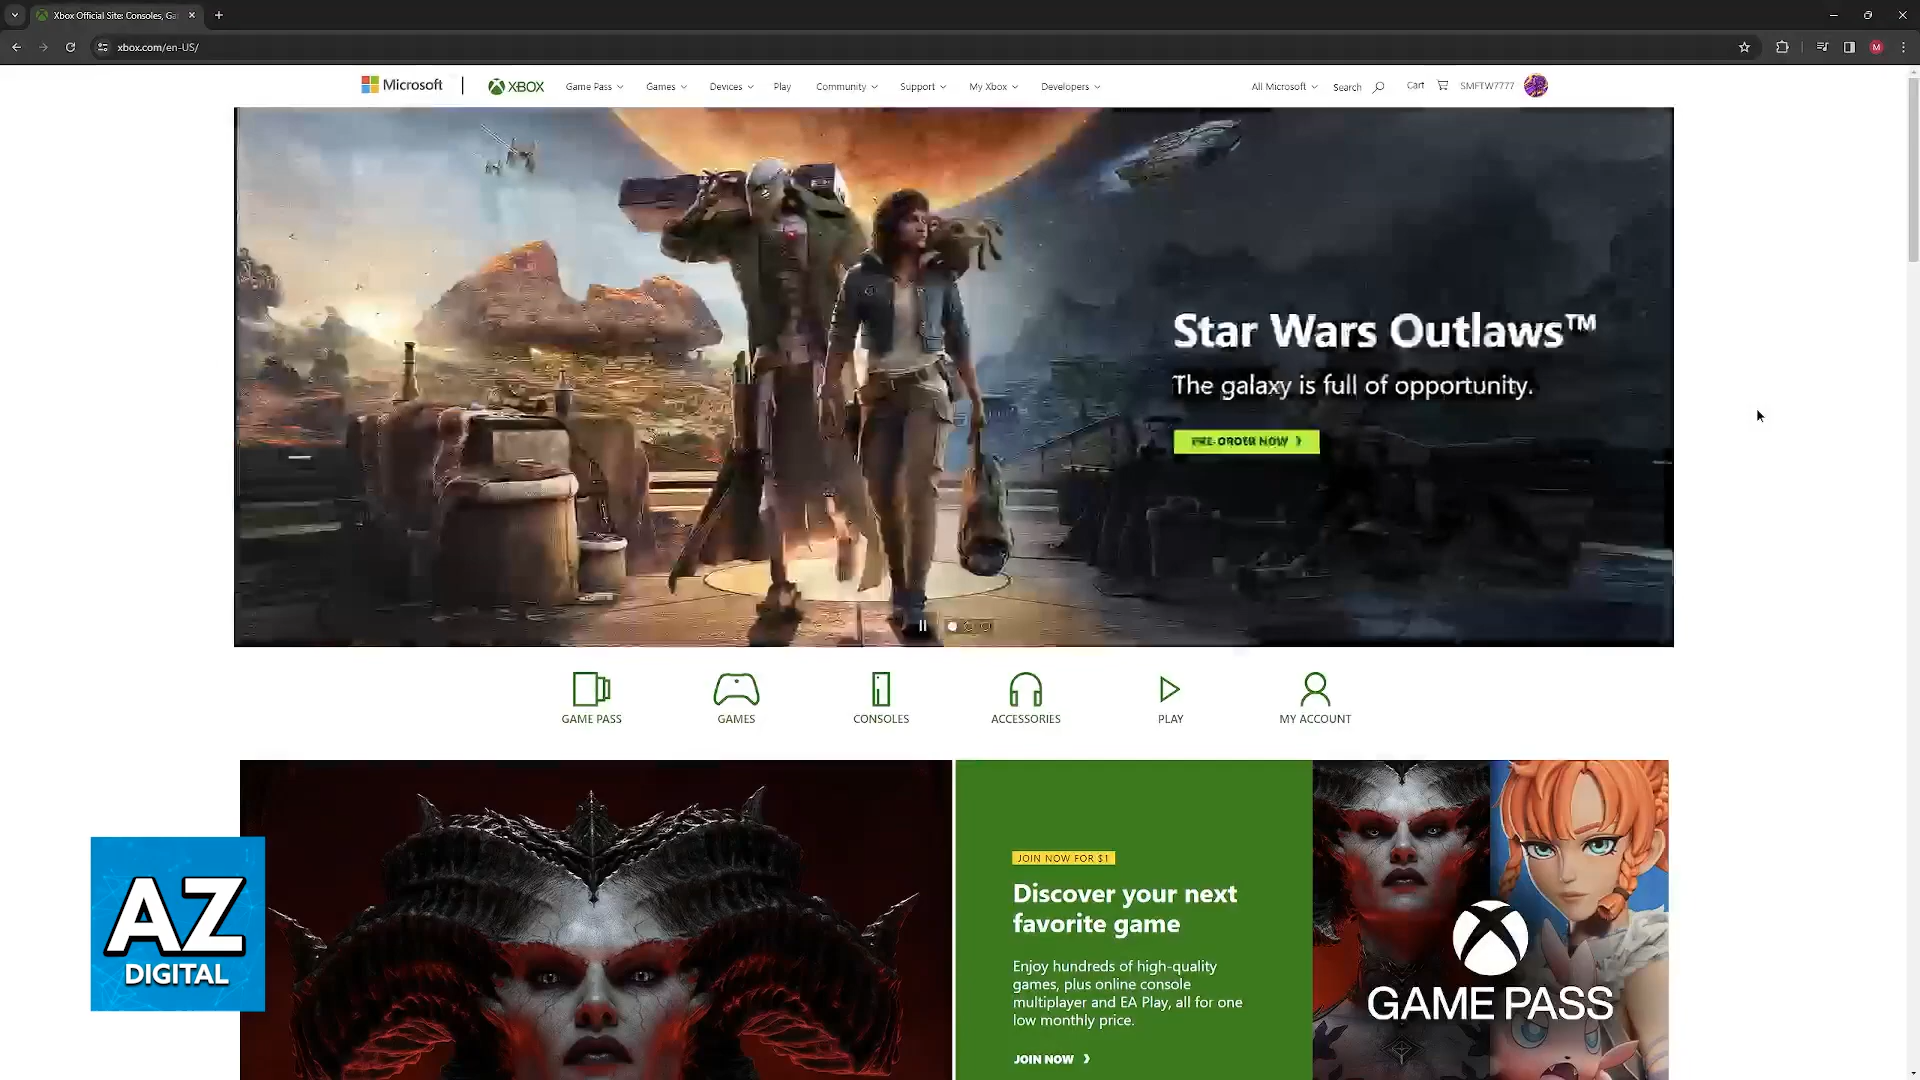 Xbox Official Site: Consoles, Ga
xbox.com/en-US/
M
Microsoft
XBOX
Game Pass
Games
Devices
Play
Community
Support
My Xbox
Developers
All Microsoft
Search
Cart
SMFTW7777
Star Wars Outlaws™
The galaxy is full of opportunity.
PRE-ORDER NOW
GAME PASS
GAMES
CONSOLES
ACCESSORIES
PLAY
MY ACCOUNT
JOIN NOW FOR $1
Discover your next
favorite game
Enjoy hundreds of high-quality
games, plus online console
multiplayer and EA Play, all for one
low monthly price.
JOIN NOW
GAME PASS
AZ
DIGITAL